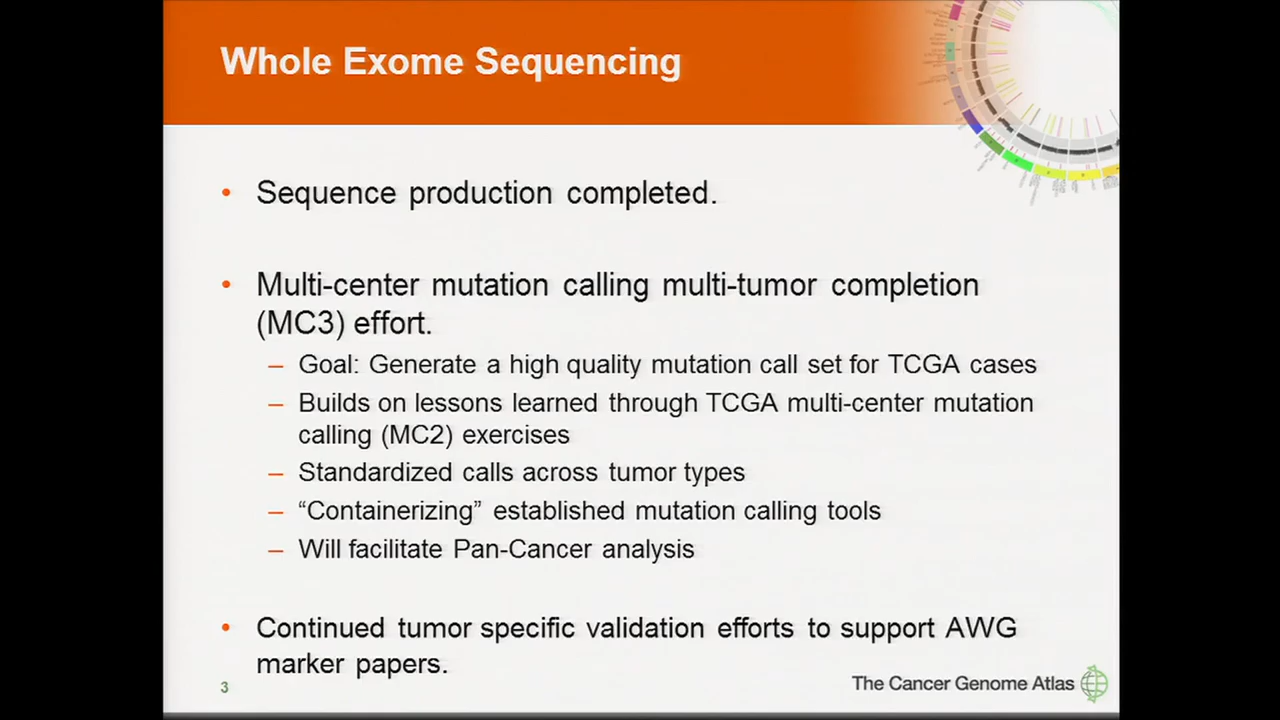 Whole Exome Sequencing
• Sequence production completed.
• Multi-center mutation calling multi-tumor completion
(MC3) effort.
– Goal: Generate a high quality mutation call set for TCGA cases
– Builds on lessons learned through TCGA multi-center mutation
calling (MC2) exercises
– Standardized calls across tumor types
– “Containerizing” established mutation calling tools
– Will facilitate Pan-Cancer analysis
• Continued tumor specific validation efforts to support AWG
marker papers.
3
The Cancer Genome Atlas